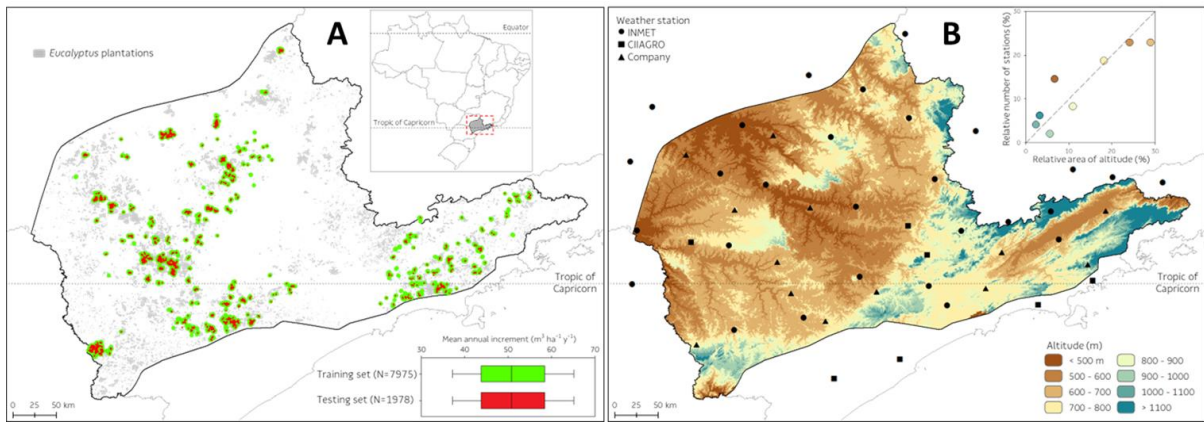 A
Eucalyptus plantations
Equator
Tropic of Capricorn
Tropic of
Capricorn
Mean annual increment (m³ ha⁻¹ y⁻¹)
30 40 50 60 70
Training set (N=7975)
Testing set (N=1978)
0 25 50 km
B
Weather station
INMET
CIIAGRO
Company
Relative number of stations (%)
30
20
10
0
0 10 20 30
Relative area of altitude (%)
Tropic of
Capricorn
Altitude (m)
< 500 m
500 - 600
600 - 700
700 - 800
800 - 900
900 - 1000
1000 - 1100
> 1100
0 25 50 km